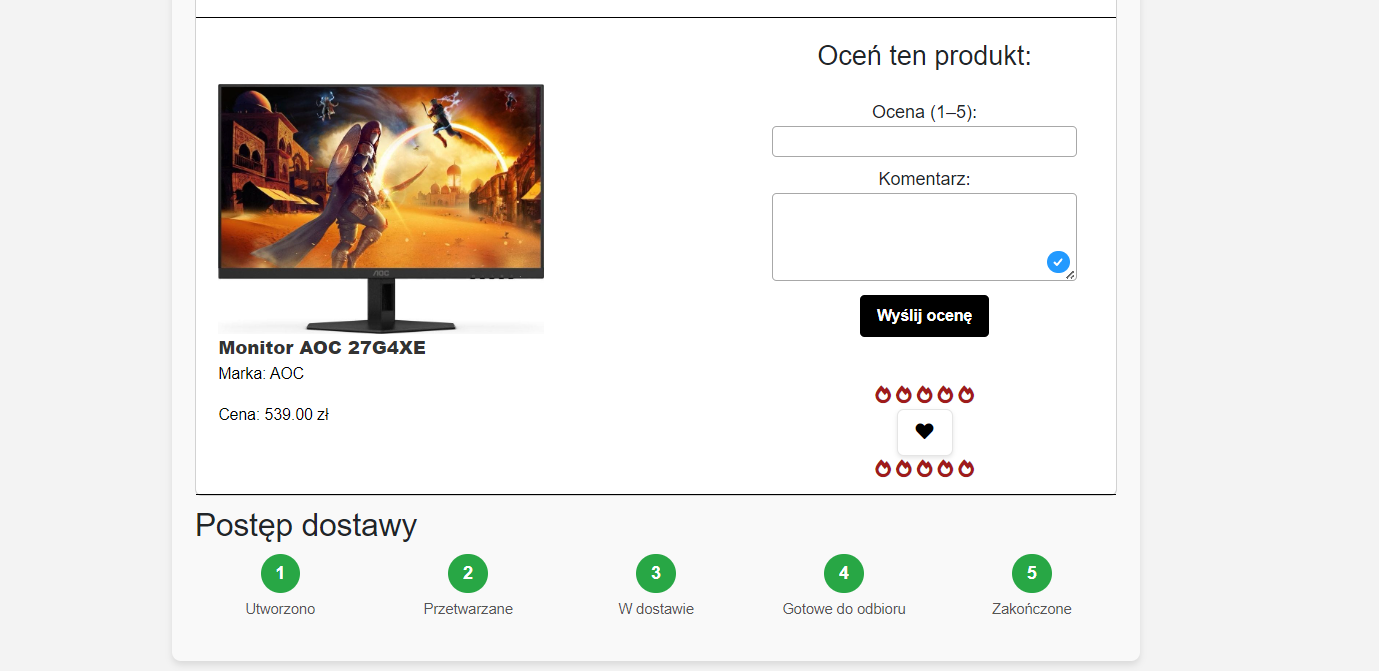 Oceń ten produkt:
Ocena (1–5):
Komentarz:
Wyślij ocenę
AOC
Monitor AOC 27G4XE
Marka: AOC
Cena: 539.00 zł
Postęp dostawy
1
2
3
4
5
Utworzono
Przetwarzane
W dostawie
Gotowe do odbioru
Zakończone